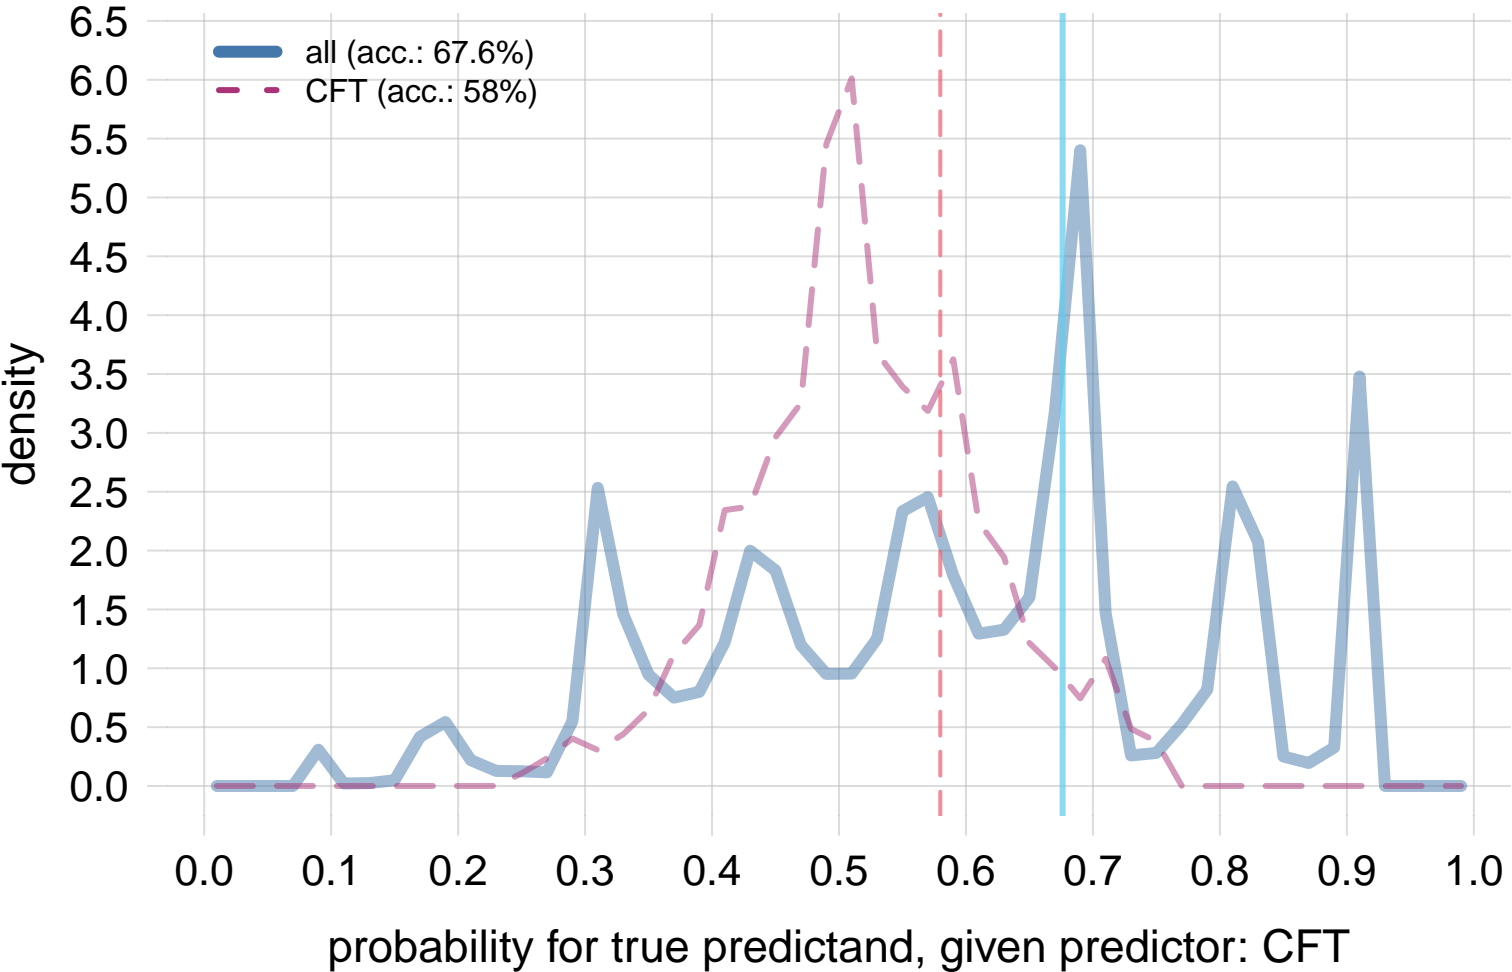 all (acc.: 67.6%)
CFT (acc.: 58%)
6.5
6.0
5.5
5.0
4.5
4.0
3.5
3.0
2.5
2.0
1.5
1.0
0.5
0.0
density
0.0 0.1 0.2 0.3 0.4 0.5 0.6 0.7 0.8 0.9 1.0
probability for true predictand, given predictor: CFT